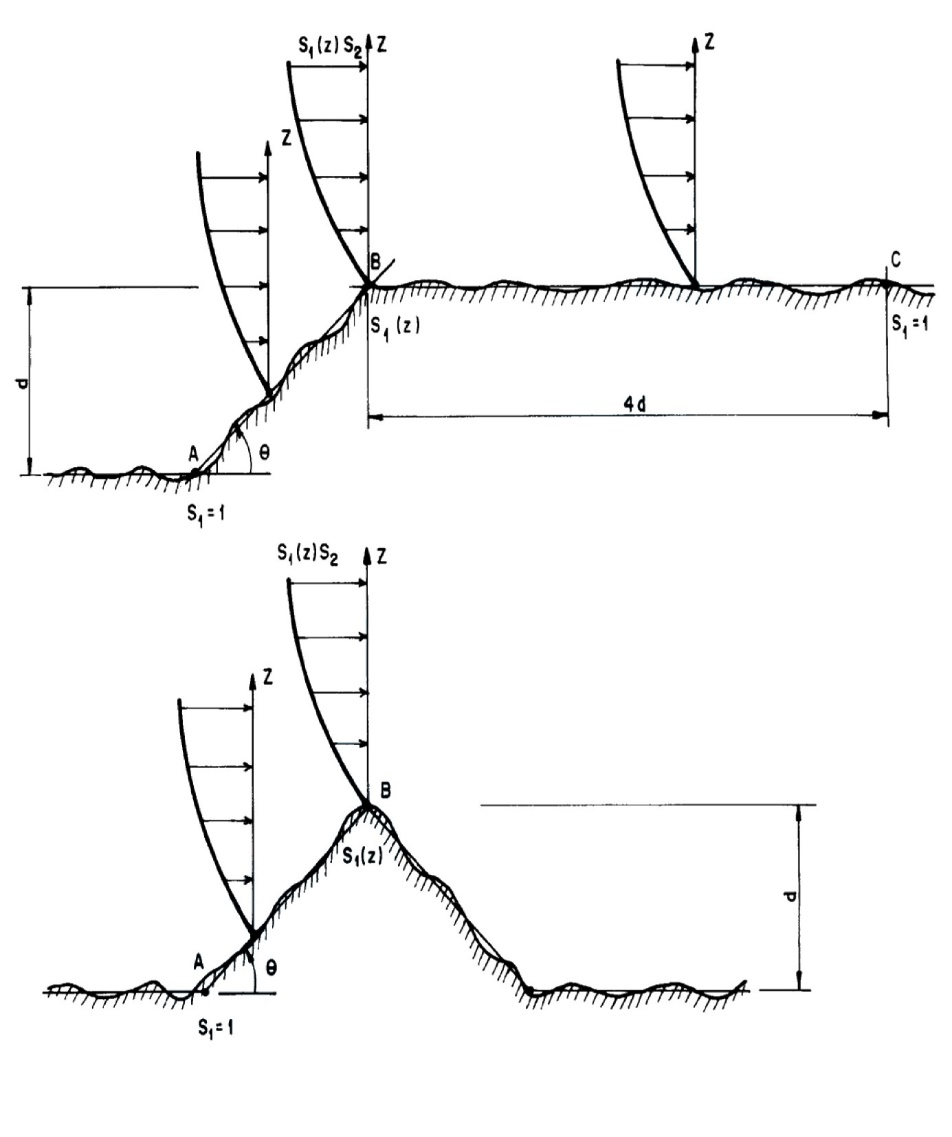 S₁(z) S₂ Z
Z
Z
B
C
S₁(z)
S₁=1
d
4d
A
θ
S₁=1
S₁(z)S₂ Z
Z
B
S₁(z)
d
A
θ
S₁=1